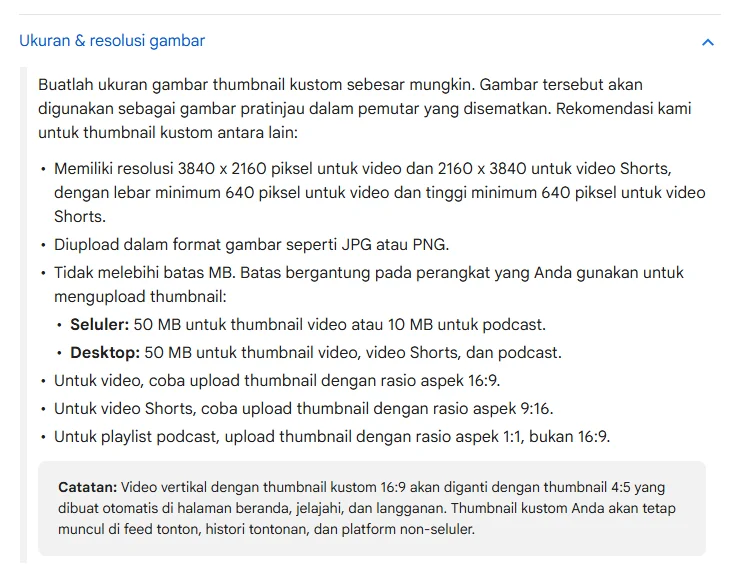 Ukuran & resolusi gambar
Buatlah ukuran gambar thumbnail kustom sebesar mungkin. Gambar tersebut akan
digunakan sebagai gambar pratinjau dalam pemutar yang disematkan. Rekomendasi kami
untuk thumbnail kustom antara lain:
• Memiliki resolusi 3840 x 2160 piksel untuk video dan 2160 x 3840 untuk video Shorts,
dengan lebar minimum 640 piksel untuk video dan tinggi minimum 640 piksel untuk video
Shorts.
• Diupload dalam format gambar seperti JPG atau PNG.
• Tidak melebihi batas MB. Batas bergantung pada perangkat yang Anda gunakan untuk
mengupload thumbnail:
• Seluler: 50 MB untuk thumbnail video atau 10 MB untuk podcast.
• Desktop: 50 MB untuk thumbnail video, video Shorts, dan podcast.
• Untuk video, coba upload thumbnail dengan rasio aspek 16:9.
• Untuk video Shorts, coba upload thumbnail dengan rasio aspek 9:16.
• Untuk playlist podcast, upload thumbnail dengan rasio aspek 1:1, bukan 16:9.
Catatan: Video vertikal dengan thumbnail kustom 16:9 akan diganti dengan thumbnail 4:5 yang
dibuat otomatis di halaman beranda, jelajahi, dan langganan. Thumbnail kustom Anda akan tetap
muncul di feed tonton, histori tontonan, dan platform non-seluler.